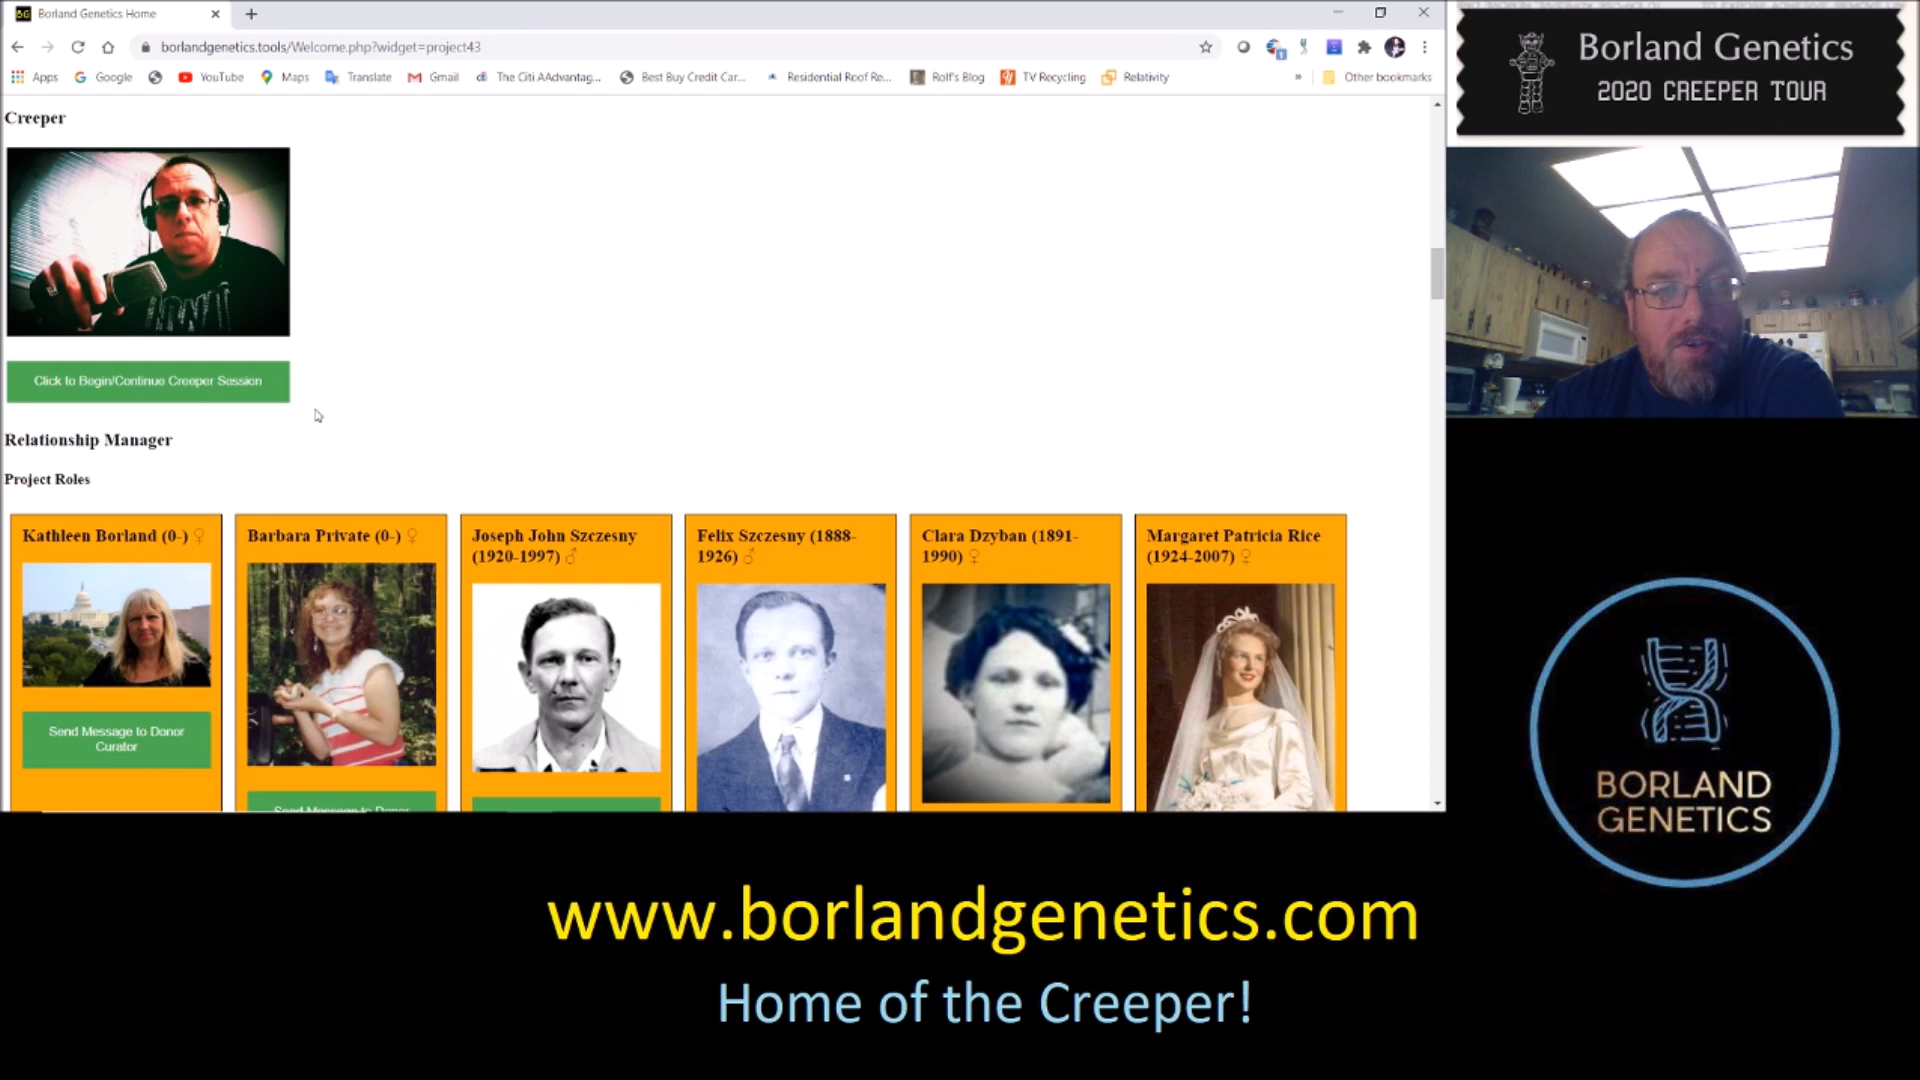 Borland Genetics Home
borlandgenetics.tools/Welcome.php?widget=project43
Apps Google YouTube Maps Translate Gmail The Citi AAdvantag... Best Buy Credit Car... Residential Roof Re... Rolf's Blog TV Recycling Relativity » Other bookmarks
Creeper
Click to Begin/Continue Creeper Session
Relationship Manager
Project Roles
Kathleen Borland (0-) ♀
Send Message to Donor
Curator
Barbara Private (0-) ♀
Send Message to Donor
Joseph John Szczesny
(1920-1997) ♂
Felix Szczesny (1888-
1926) ♂
Clara Dzyban (1891-
1990) ♀
Margaret Patricia Rice
(1924-2007) ♀
Borland Genetics
2020 CREEPER TOUR
BORLAND
GENETICS
www.borlandgenetics.com
Home of the Creeper!